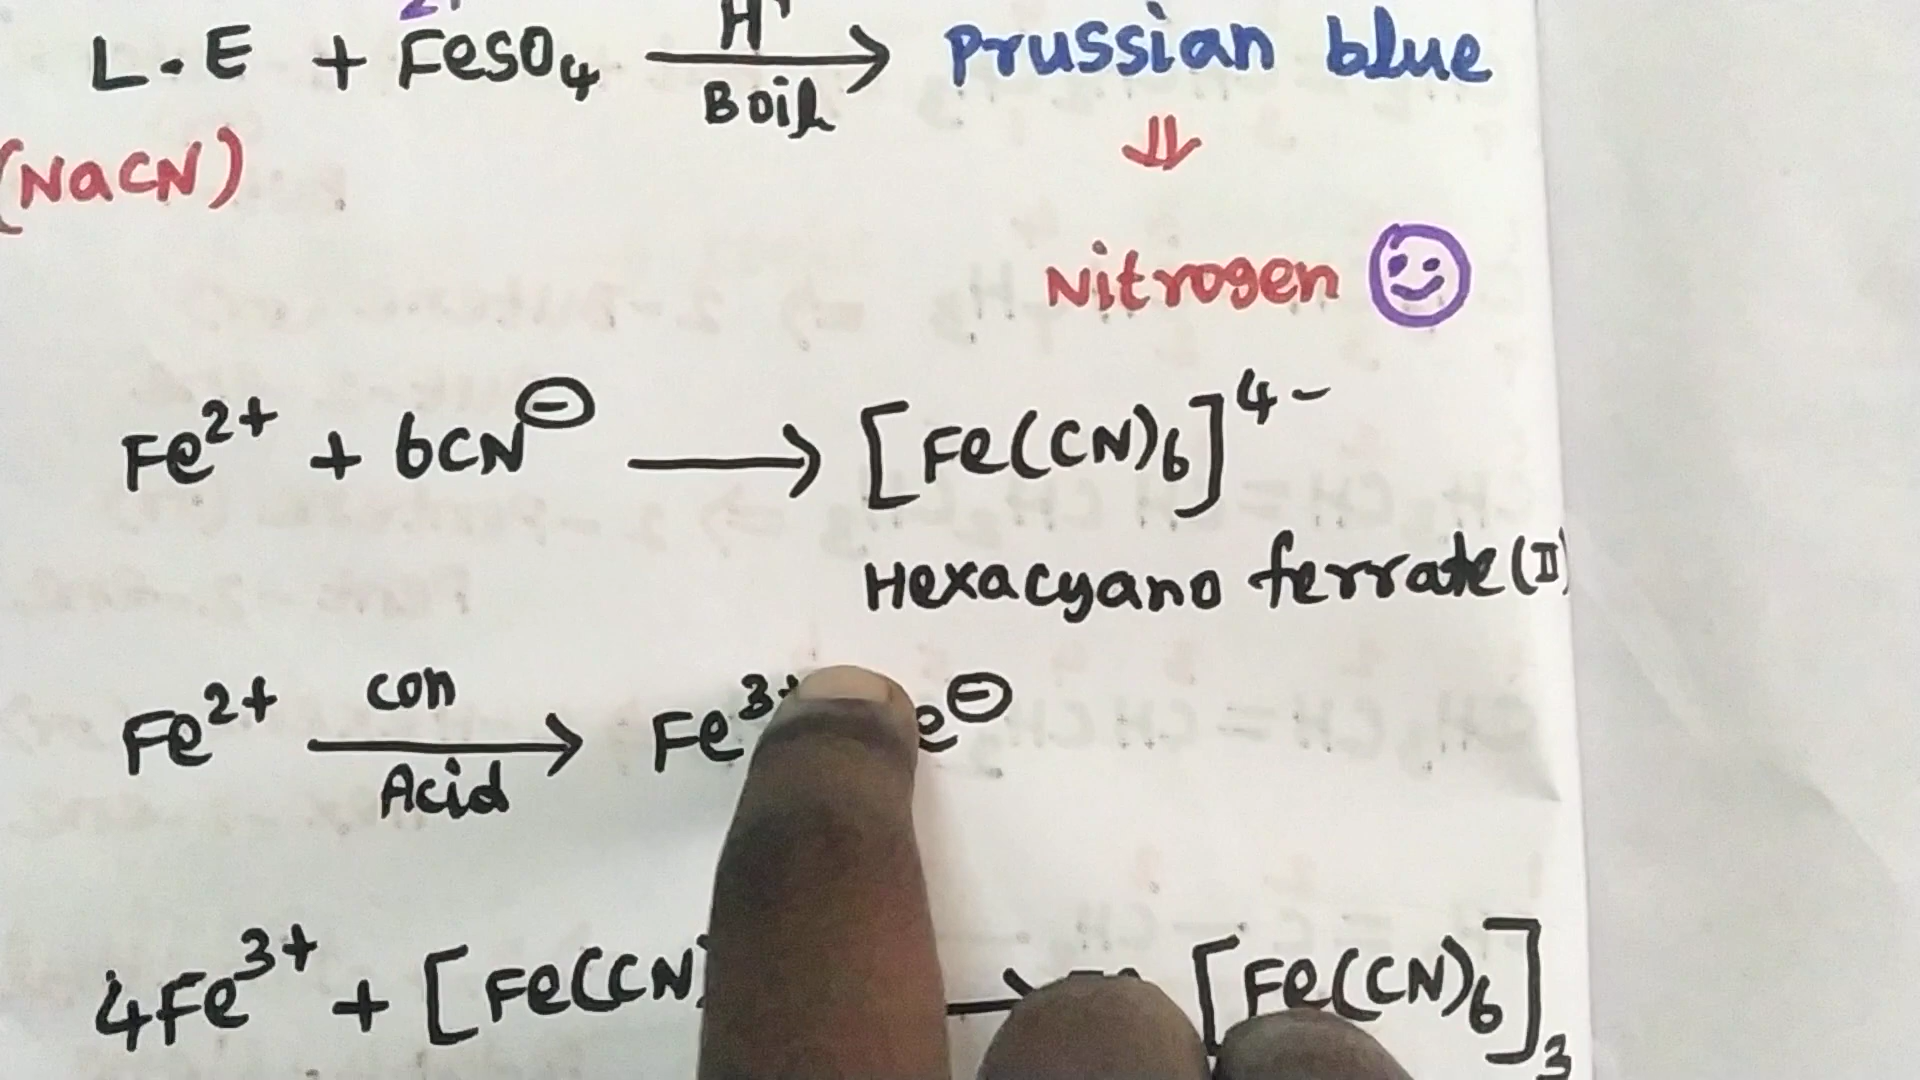 L.E + FeSO4 H+ Boil → Prussian blue
(NaCN) ⇓
Nitrogen
Fe2+ + 6CN⊖ → [Fe(CN)6]4-
Hexacyano ferrate(II)
Fe2+ con Acid → Fe3+ e⊖
4Fe3+ + [Fe(CN) → [Fe(CN)6]3